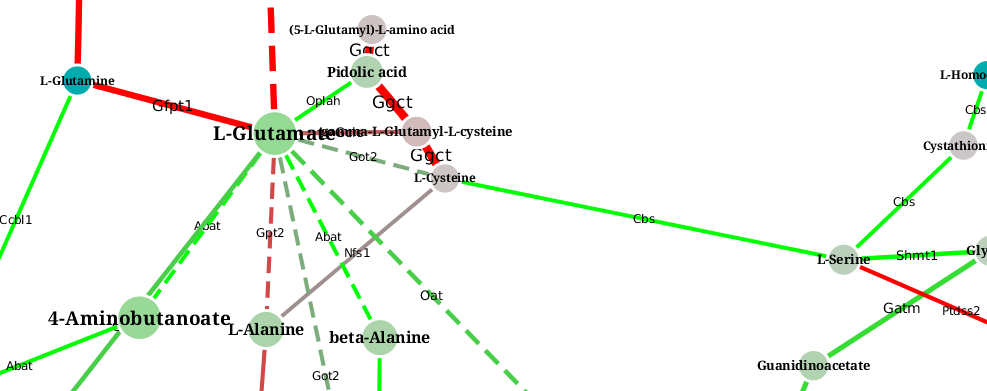 (5-L-Glutamyl)-L-amino acid
Ggct
Pidolic acid
L-Homo
L-Glutamine
Oplah
Ggct
Gfpt1
Cbs
L-Glutamate
gamma-L-Glutamyl-L-cysteine
Cystathion
Got2
Ggct
L-Cysteine
Cbs
Ccbl1
Abat
Gpt2
Abat
Cbs
Nfs1
L-Serine
Shmt1
Gly
Oat
Gatm
Ptdss2
4-Aminobutanoate
L-Alanine
beta-Alanine
Abat
Got2
Guanidinoacetate